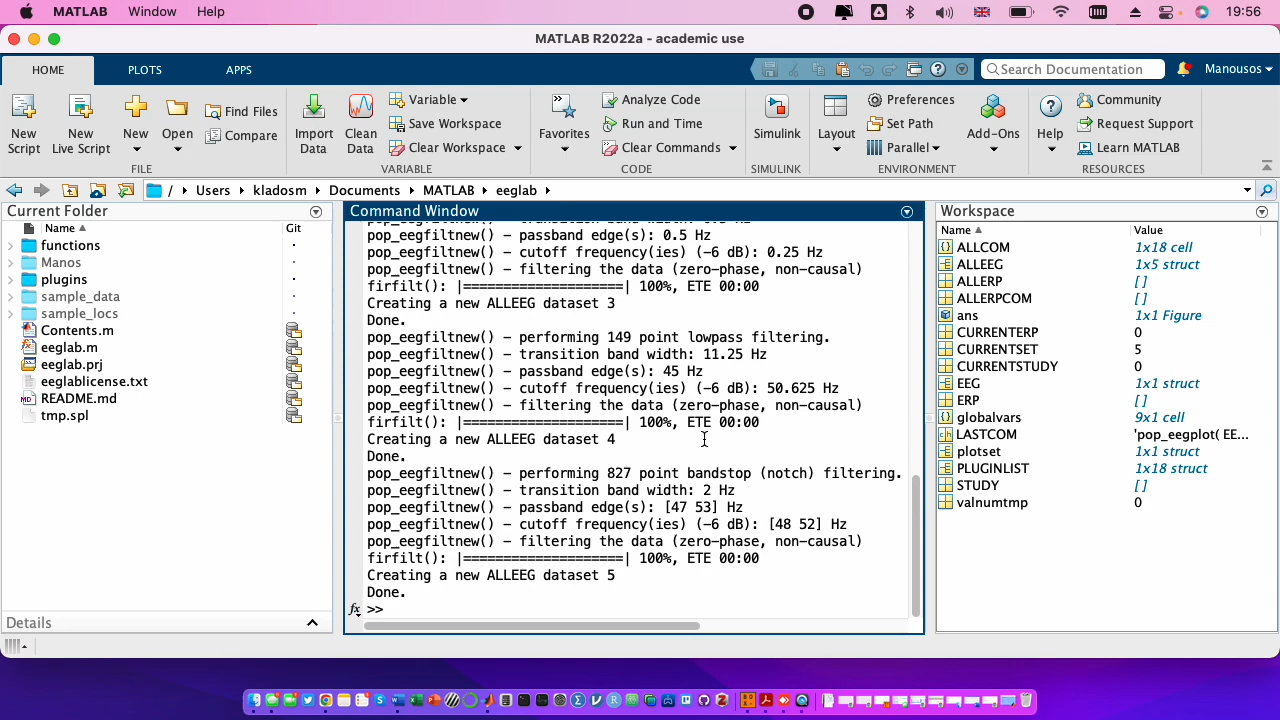 MATLAB Window Help 19:56
MATLAB R2022a - academic use
HOME PLOTS APPS Search Documentation Manousos
New Script
New Live Script
New
Open
Find Files
Compare
FILE
Import Data
Clean Data
Variable
Save Workspace
Clear Workspace
VARIABLE
Favorites
Analyze Code
Run and Time
Clear Commands
CODE
Simulink
SIMULINK
Layout
Preferences
Set Path
Parallel
Add-Ons
ENVIRONMENT
Help
Community
Request Support
Learn MATLAB
RESOURCES
/ Users kladosm Documents MATLAB eeglab
Current Folder
Name Git
functions
Manos
plugins
sample_data
sample_locs
Contents.m
eeglab.m
eeglab.prj
eeglablicense.txt
README.md
tmp.spl
Details
Command Window
pop_eegfiltnew() - passband edge(s): 0.5 Hz
pop_eegfiltnew() - cutoff frequency(ies) (-6 dB): 0.25 Hz
pop_eegfiltnew() - filtering the data (zero-phase, non-causal)
firfilt(): |====================| 100%, ETE 00:00
Creating a new ALLEEG dataset 3
Done.
pop_eegfiltnew() - performing 149 point lowpass filtering.
pop_eegfiltnew() - transition band width: 11.25 Hz
pop_eegfiltnew() - passband edge(s): 45 Hz
pop_eegfiltnew() - cutoff frequency(ies) (-6 dB): 50.625 Hz
pop_eegfiltnew() - filtering the data (zero-phase, non-causal)
firfilt(): |====================| 100%, ETE 00:00
Creating a new ALLEEG dataset 4
Done.
pop_eegfiltnew() - performing 827 point bandstop (notch) filtering.
pop_eegfiltnew() - transition band width: 2 Hz
pop_eegfiltnew() - passband edge(s): [47 53] Hz
pop_eegfiltnew() - cutoff frequency(ies) (-6 dB): [48 52] Hz
pop_eegfiltnew() - filtering the data (zero-phase, non-causal)
firfilt(): |====================| 100%, ETE 00:00
Creating a new ALLEEG dataset 5
Done.
fx >>
Workspace
Name Value
ALLCOM 1x18 cell
ALLEEG 1x5 struct
ALLERP []
ALLERPCOM []
ans 1x1 Figure
CURRENTERP 0
CURRENTSET 5
CURRENTSTUDY 0
EEG 1x1 struct
ERP []
globalvars 9x1 cell
LASTCOM 'pop_eegplot( EE...
plotset 1x1 struct
PLUGINLIST 1x18 struct
STUDY []
valnumtmp 0